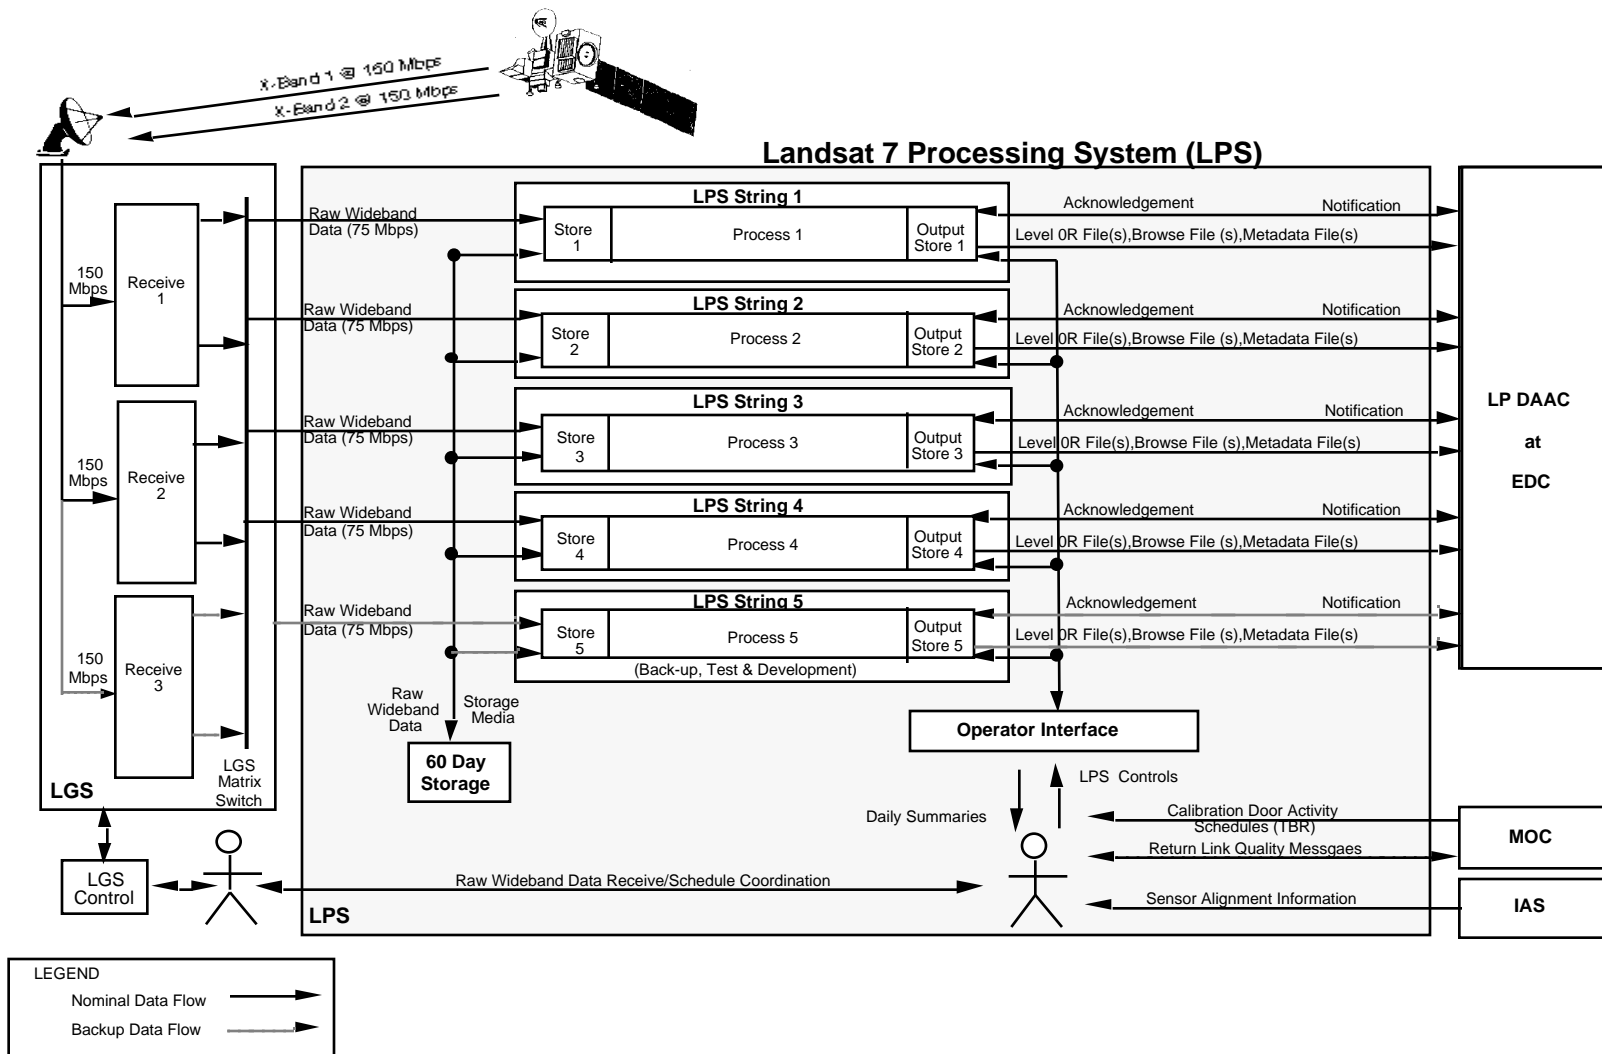 X-Band 1 @ 150 Mbps
X-Band 2 @ 150 Mbps
Landsat 7 Processing System (LPS)
LPS String 1
Raw Wideband
Data (75 Mbps)
Store
1
Process 1
Output
Store 1
Acknowledgement
Notification
Level 0R File(s),Browse File (s),Metadata File(s)
150
Mbps
Receive
1
LPS String 2
Raw Wideband
Data (75 Mbps)
Store
2
Process 2
Output
Store 2
Acknowledgement
Notification
Level 0R File(s),Browse File (s),Metadata File(s)
LPS String 3
Raw Wideband
Data (75 Mbps)
Store
3
Process 3
Output
Store 3
Acknowledgement
Notification
Level 0R File(s),Browse File (s),Metadata File(s)
LP DAAC
at
EDC
150
Mbps
Receive
2
LPS String 4
Raw Wideband
Data (75 Mbps)
Store
4
Process 4
Output
Store 4
Acknowledgement
Notification
Level 0R File(s),Browse File (s),Metadata File(s)
LPS String 5
Raw Wideband
Data (75 Mbps)
Store
5
Process 5
Output
Store 5
(Back-up, Test & Development)
Acknowledgement
Notification
Level 0R File(s),Browse File (s),Metadata File(s)
150
Mbps
Receive
3
Raw
Wideband
Data
Storage
Media
60 Day
Storage
Operator Interface
LGS
LGS
Matrix
Switch
LPS Controls
Daily Summaries
Calibration Door Activity
Schedules (TBR)
Return Link Quality Messgaes
MOC
LGS
Control
Raw Wideband Data Receive/Schedule Coordination
Sensor Alignment Information
IAS
LPS
LEGEND
Nominal Data Flow
Backup Data Flow